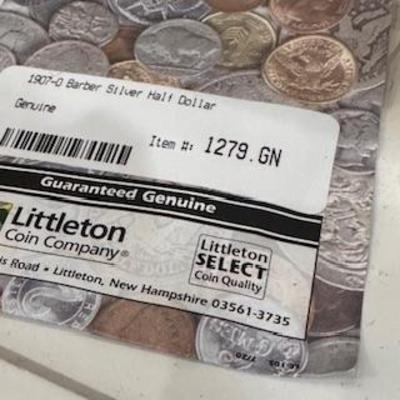 1907-O Barber Silver Half Dollar
Genuine
Item #: 1279.GN
Guaranteed Genuine
Littleton
Coin Company®
Littleton
SELECT
Coin Quality
Road • Littleton, New Hampshire 03561-3735